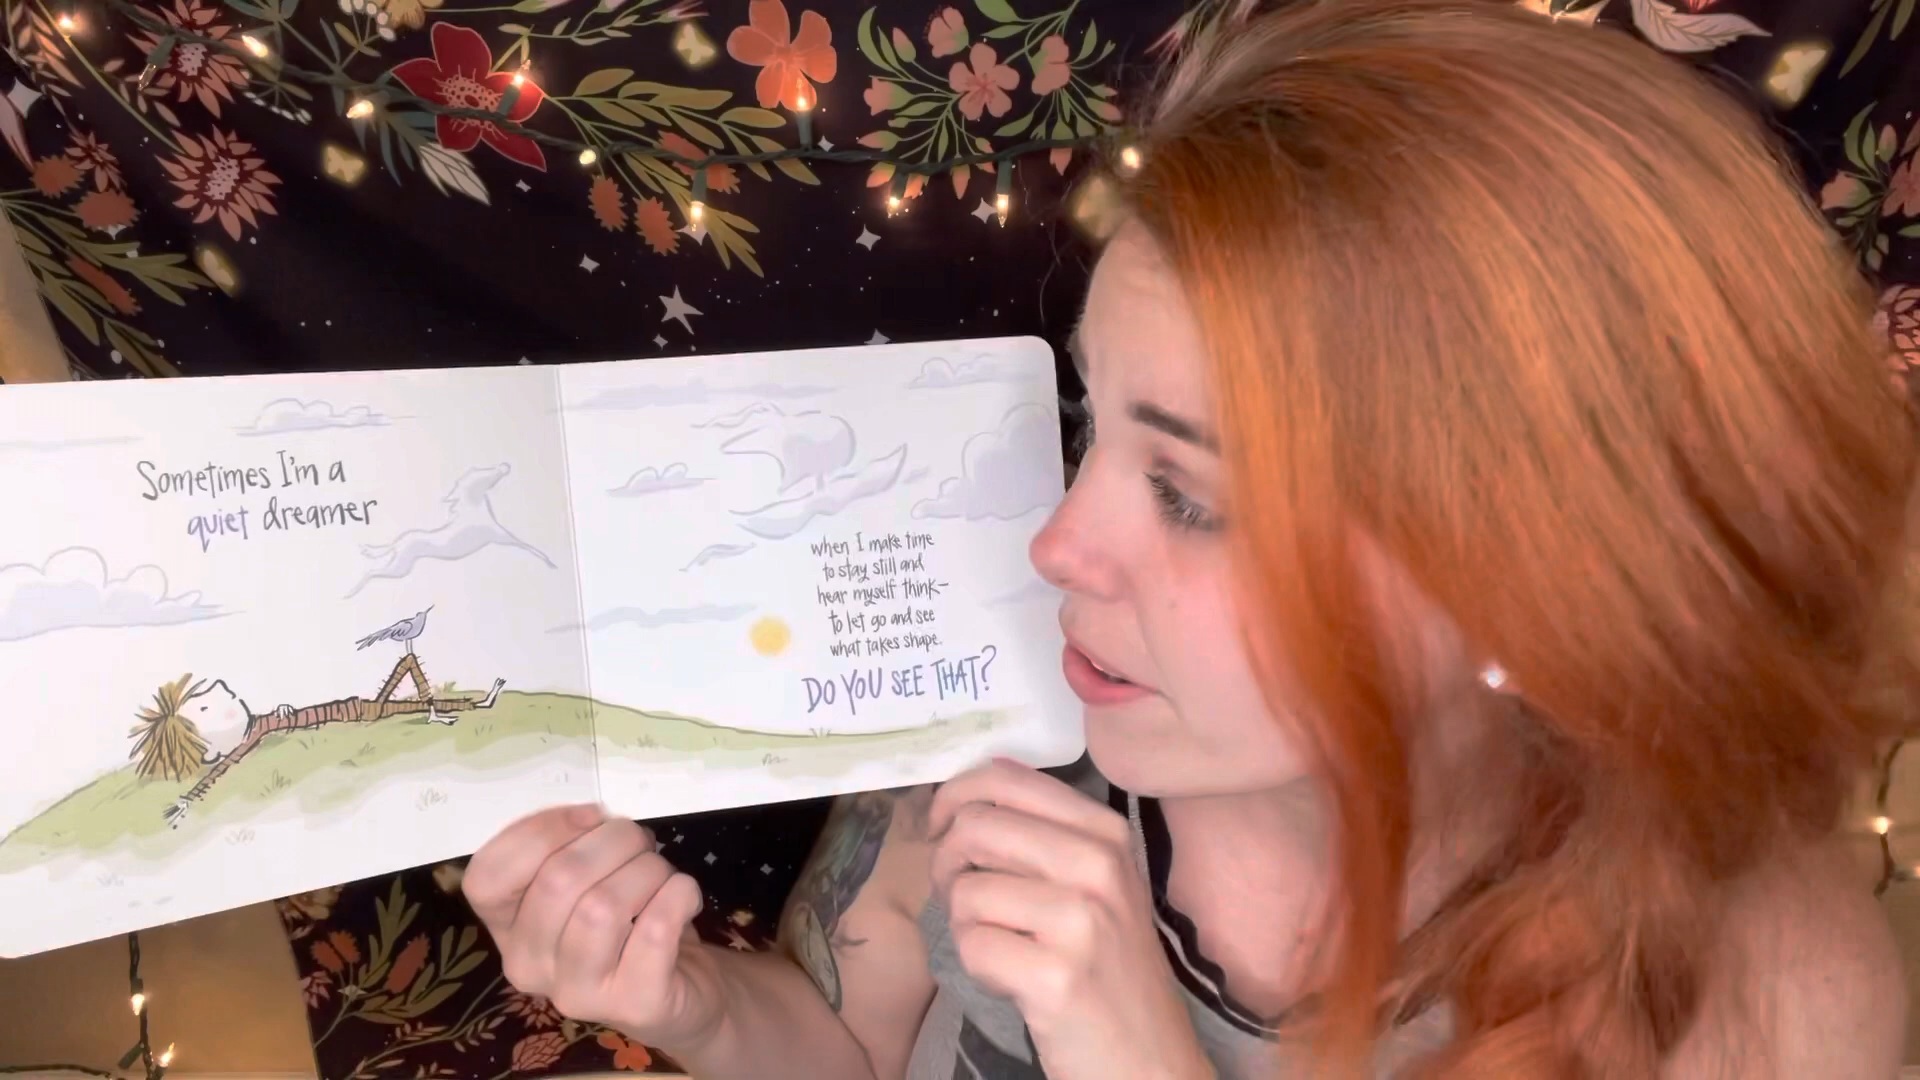 Sometimes I'm a
quiet dreamer
when I make time
to stay still and
hear myself think—
to let go and see
what takes shape.
DO YOU SEE THAT?